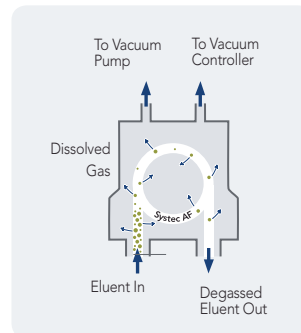 To Vacuum
Pump
To Vacuum
Controller
Dissolved
Gas
Systec AF
Eluent In
Degassed
Eluent Out